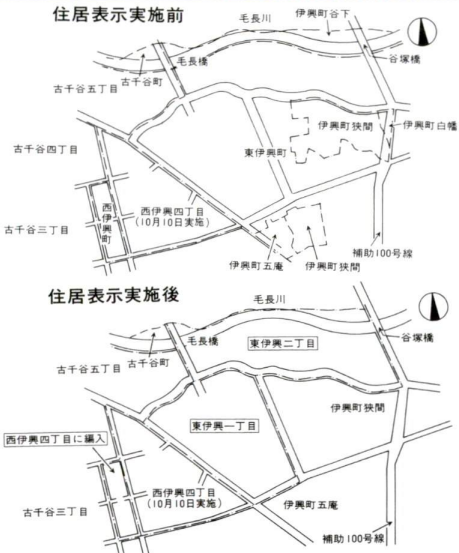 住居表示実施前
毛長川
伊興町谷下
毛長橋
谷塚橋
古千谷町
古千谷五丁目
伊興町狭間
伊興町白幡
古千谷四丁目
東伊興町
西伊興町
西伊興四丁目
(10月10日実施)
古千谷三丁目
補助100号線
伊興町五庵
伊興町狭間
住居表示実施後
毛長川
毛長橋
東伊興二丁目
谷塚橋
古千谷五丁目
古千谷町
伊興町狭間
東伊興一丁目
西伊興四丁目に編入
西伊興四丁目
(10月10日実施)
伊興町五庵
古千谷三丁目
補助100号線